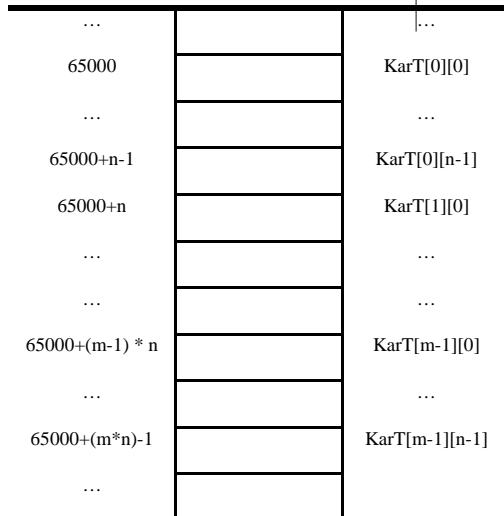 … …
65000 KarT[0][0]
… …
65000+n-1 KarT[0][n-1]
65000+n KarT[1][0]
… …
… …
65000+(m-1) * n KarT[m-1][0]
… …
65000+(m*n)-1 KarT[m-1][n-1]
…